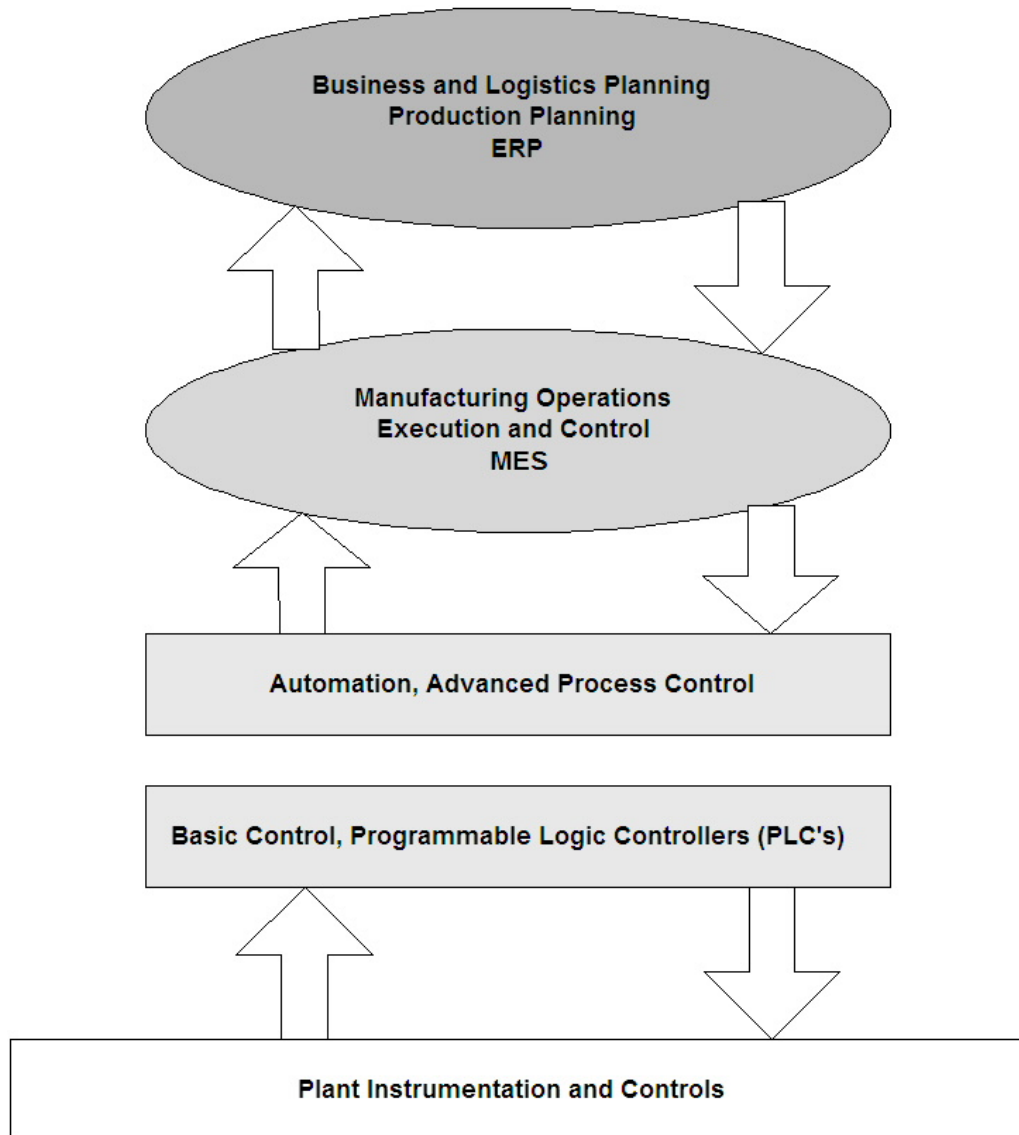 Business and Logistics Planning
Production Planning
ERP
Manufacturing Operations
Execution and Control
MES
Automation, Advanced Process Control
Basic Control, Programmable Logic Controllers (PLC's)
Plant Instrumentation and Controls